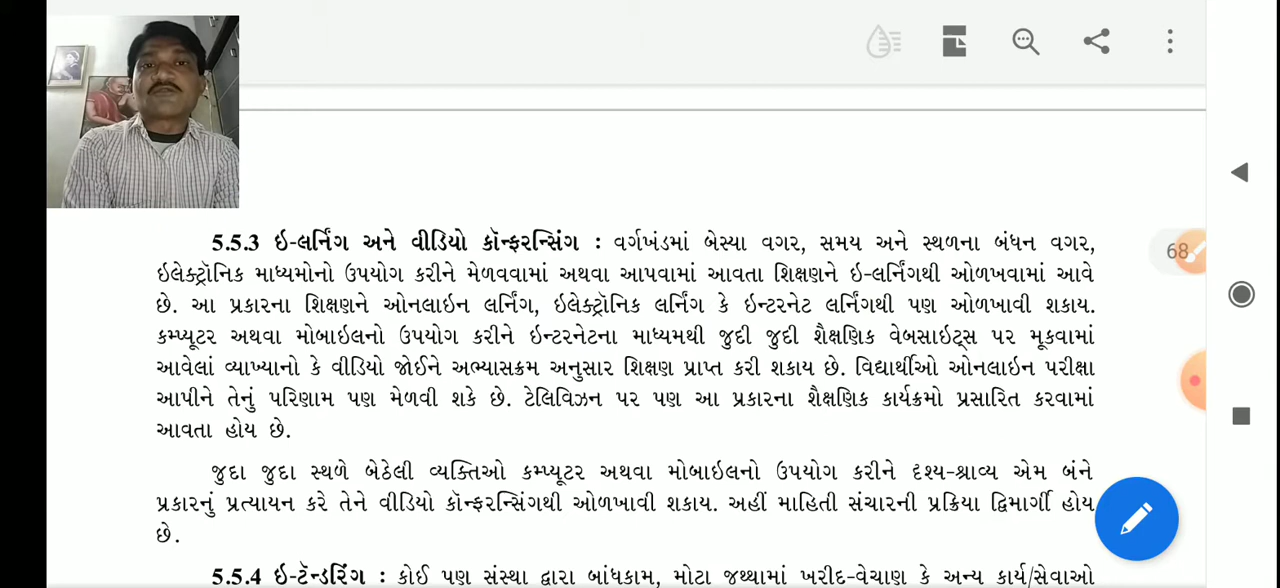 68
5.5.3 ઇ-લર્નિંગ અને વીડિયો કૉન્ફરન્સિંગ : વર્ગખંડમાં બેસ્યા વગર, સમય અને સ્થળના બંધન વગર,
ઇલેક્ટ્રૉનિક માધ્યમોનો ઉપયોગ કરીને મેળવવામાં અથવા આપવામાં આવતા શિક્ષણને ઇ-લર્નિંગથી ઓળખવામાં આવે
છે. આ પ્રકારના શિક્ષણને ઓનલાઇન લર્નિંગ, ઇલેક્ટ્રૉનિક લર્નિંગ કે ઇન્ટરનેટ લર્નિંગથી પણ ઓળખાવી શકાય.
કમ્પ્યૂટર અથવા મોબાઇલનો ઉપયોગ કરીને ઇન્ટરનેટના માધ્યમથી જુદી જુદી શૈક્ષણિક વેબસાઇટ્સ પર મૂકવામાં
આવેલાં વ્યાખ્યાનો કે વીડિયો જોઈને અભ્યાસક્રમ અનુસાર શિક્ષણ પ્રાપ્ત કરી શકાય છે. વિદ્યાર્થીઓ ઓનલાઇન પરીક્ષા
આપીને તેનું પરિણામ પણ મેળવી શકે છે. ટેલિવિઝન પર પણ આ પ્રકારના શૈક્ષણિક કાર્યક્રમો પ્રસારિત કરવામાં
આવતા હોય છે.
જુદા જુદા સ્થળે બેઠેલી વ્યક્તિઓ કમ્પ્યૂટર અથવા મોબાઇલનો ઉપયોગ કરીને દૃશ્ય-શ્રાવ્ય એમ બંને
પ્રકારનું પ્રત્યાયન કરે તેને વીડિયો કૉન્ફરન્સિંગથી ઓળખાવી શકાય. અહીં માહિતી સંચારની પ્રક્રિયા દ્વિમાર્ગી હોય
છે.
5.5.4 ઇ-ટૅન્ડરિંગ : કોઈ પણ સંસ્થા દ્વારા બાંધકામ, મોટા જથ્થામાં ખરીદ-વેચાણ કે અન્ય કાર્ય/સેવાઓ